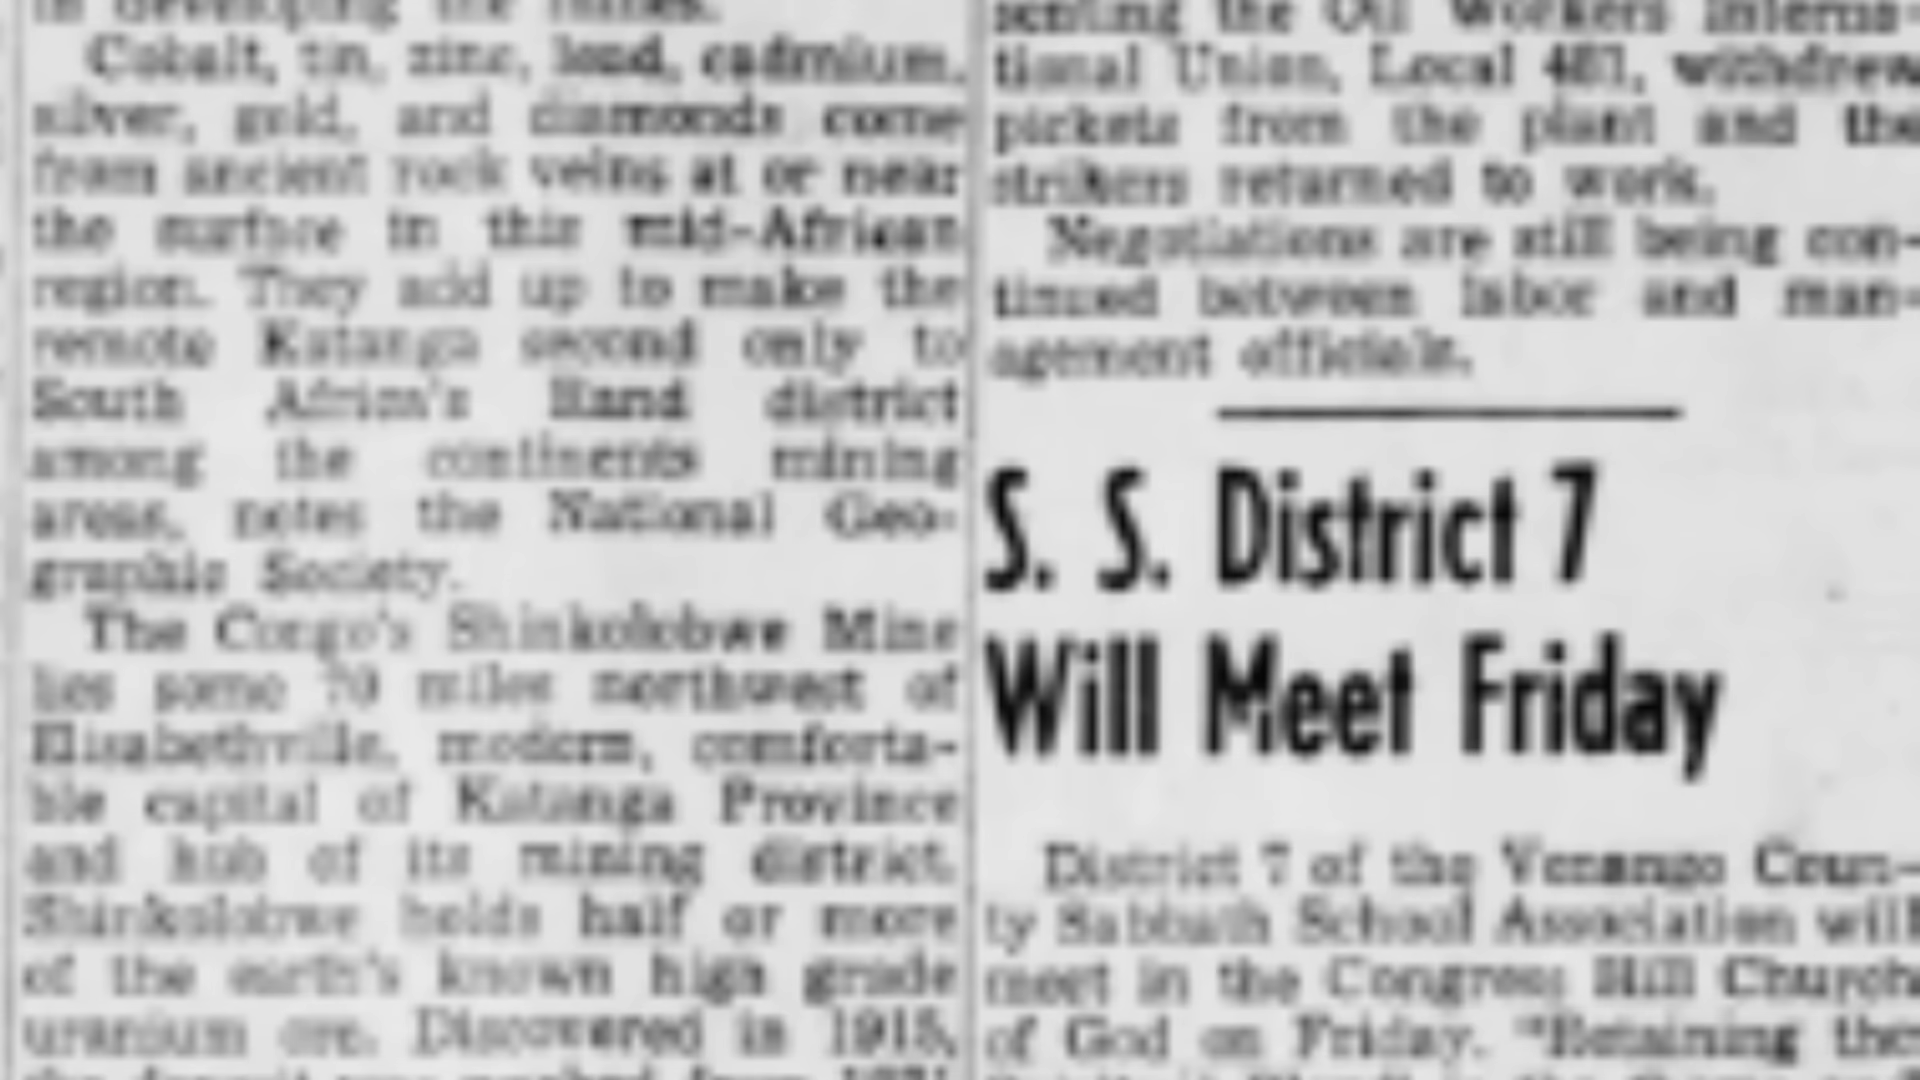 in developing the mines.
Cobalt, tin, zinc, lead, cadmium,
silver, gold, and diamonds come
from ancient rock veins at or near
the surface in this mid-African
region. They add up to make the
remote Katanga second only to
South Africa's Rand district
among the continents mining
areas, notes the National Geo-
graphic Society.
The Congo's Shinkolobwe Mine
lies some 70 miles northwest of
Elisabethville, modern, comforta-
ble capital of Katanga Province
and hub of its mining district.
Shinkolobwe holds half or more
of the earth's known high grade
uranium ore. Discovered in 1915,
senting the Oil Workers Interna-
tional Union, Local 481, withdrew
pickets from the plant and the
strikers returned to work.
Negotiations are still being con-
tinued between labor and man-
agement officials.
S. S. District 7
Will Meet Friday
District 7 of the Venango Coun-
ty Sabbath School Association will
meet in the Congress Hill Church
of God on Friday. "Retaining the